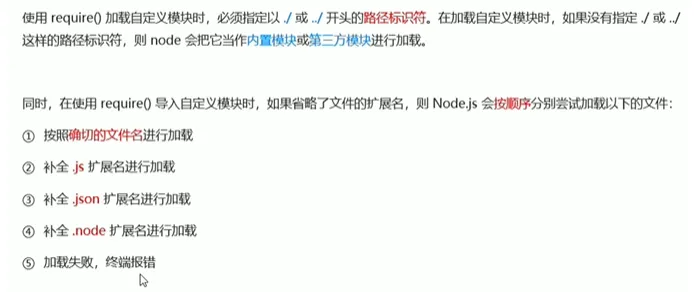 使用 require() 加载自定义模块时，必须指定以 ./ 或 ../ 开头的路径标识符。在加载自定义模块时，如果没有指定 ./ 或 ../
这样的路径标识符，则 node 会把它当作内置模块或第三方模块进行加载。
同时，在使用 require() 导入自定义模块时，如果省略了文件的扩展名，则 Node.js 会按顺序分别尝试加载以下的文件：
① 按照确切的文件名进行加载
② 补全 .js 扩展名进行加载
③ 补全 .json 扩展名进行加载
④ 补全 .node 扩展名进行加载
⑤ 加载失败，终端报错